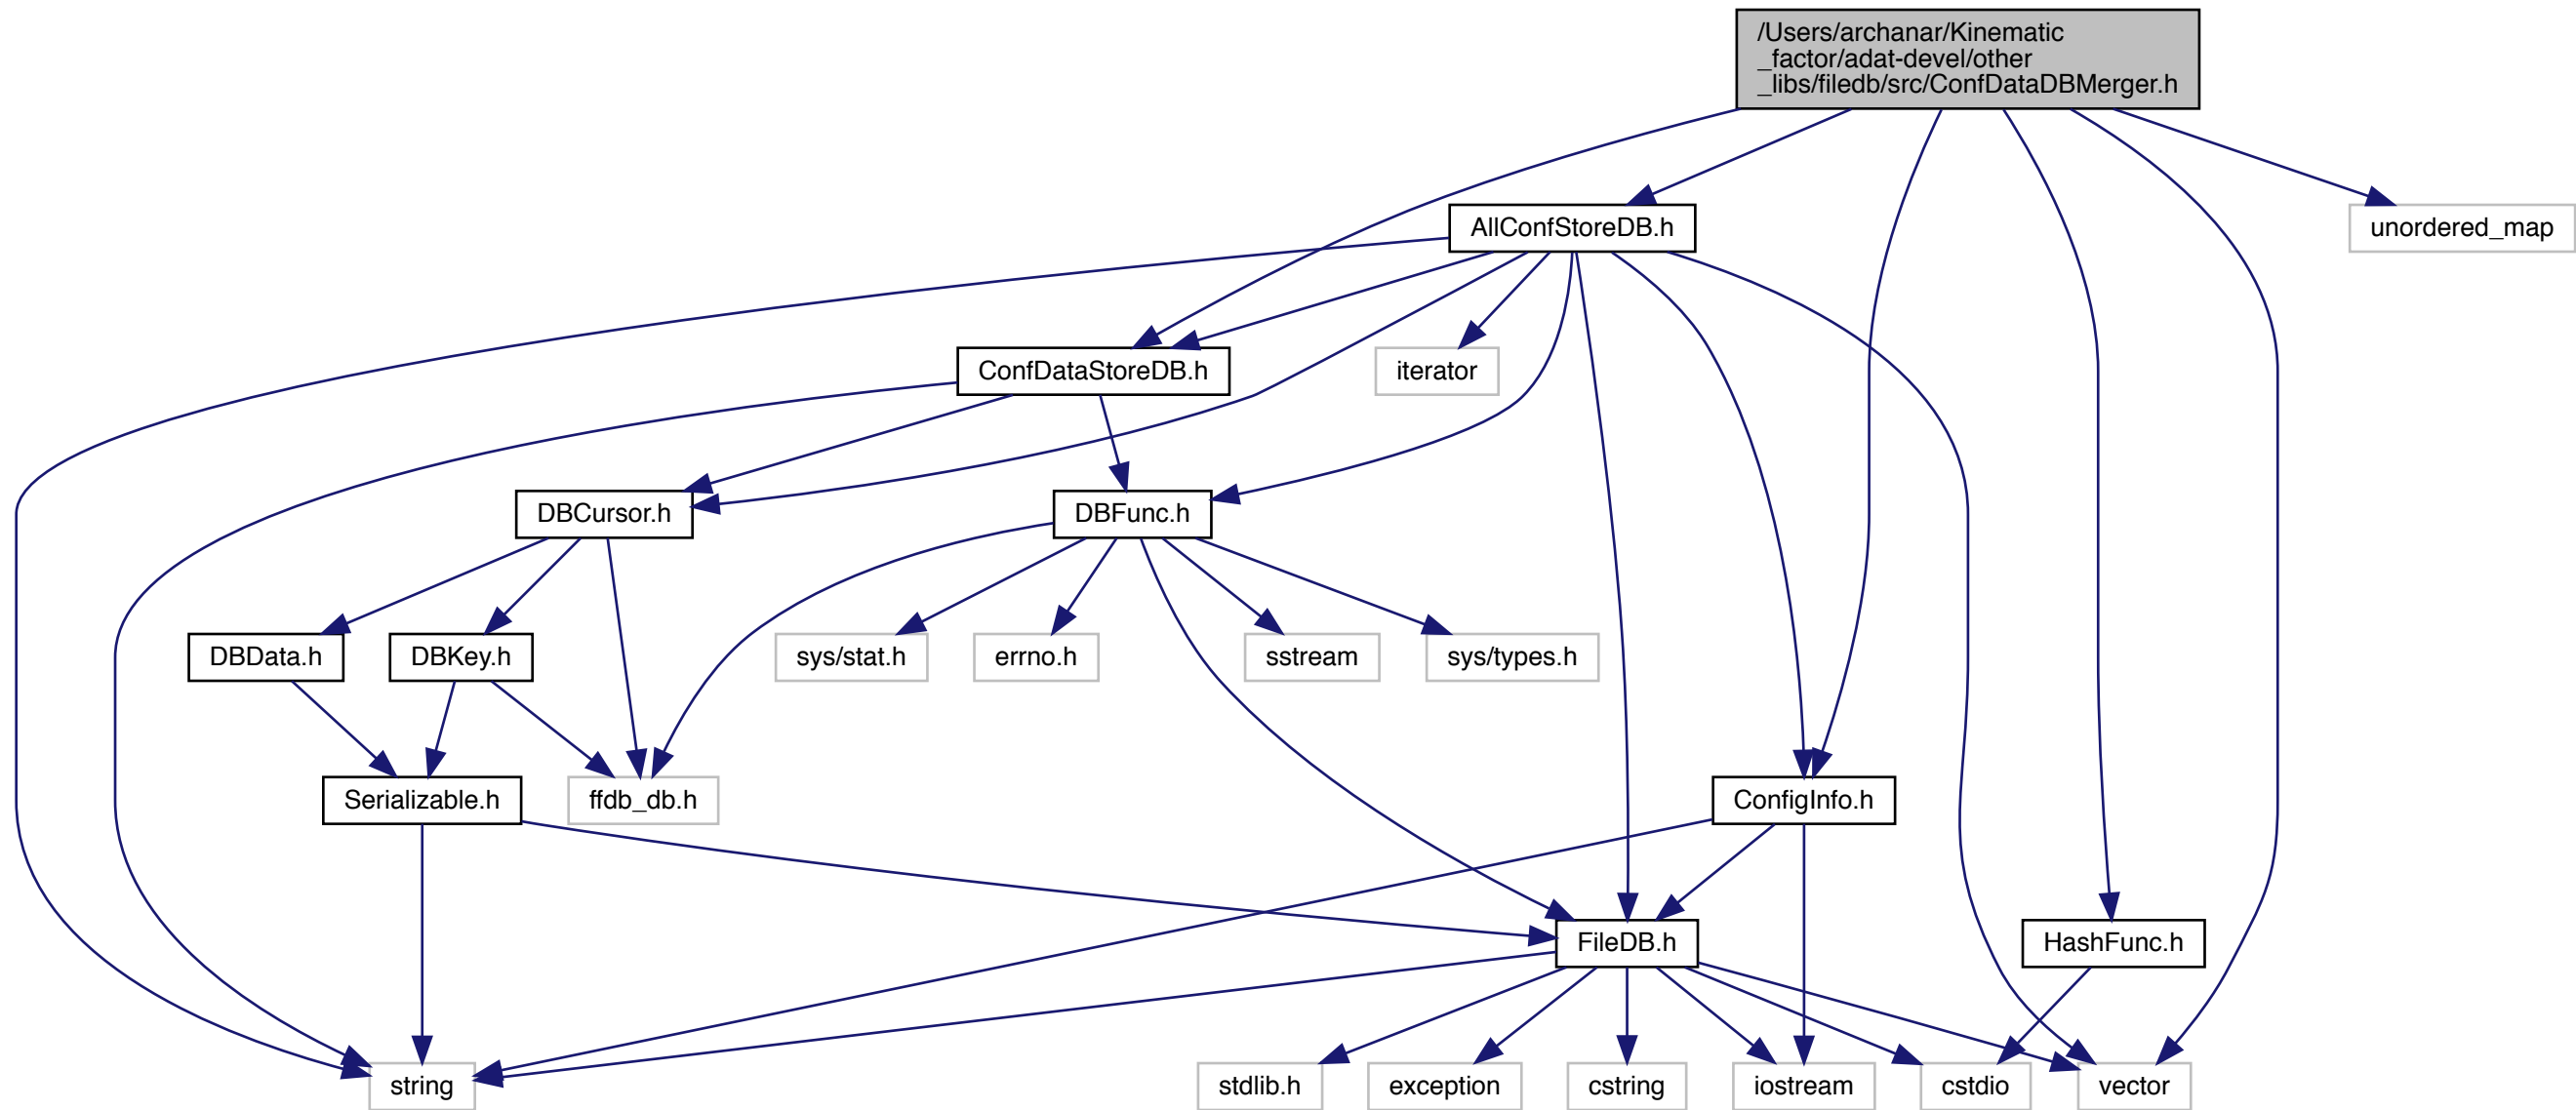 /Users/archanar/Kinematic
_factor/adat-devel/other
_libs/filedb/src/ConfDataDBMerger.h
AllConfStoreDB.h
unordered_map
ConfDataStoreDB.h
iterator
DBCursor.h
DBFunc.h
DBData.h
DBKey.h
sys/stat.h
errno.h
sstream
sys/types.h
Serializable.h
ffdb_db.h
ConfigInfo.h
FileDB.h
HashFunc.h
string
stdlib.h
exception
cstring
iostream
cstdio
vector